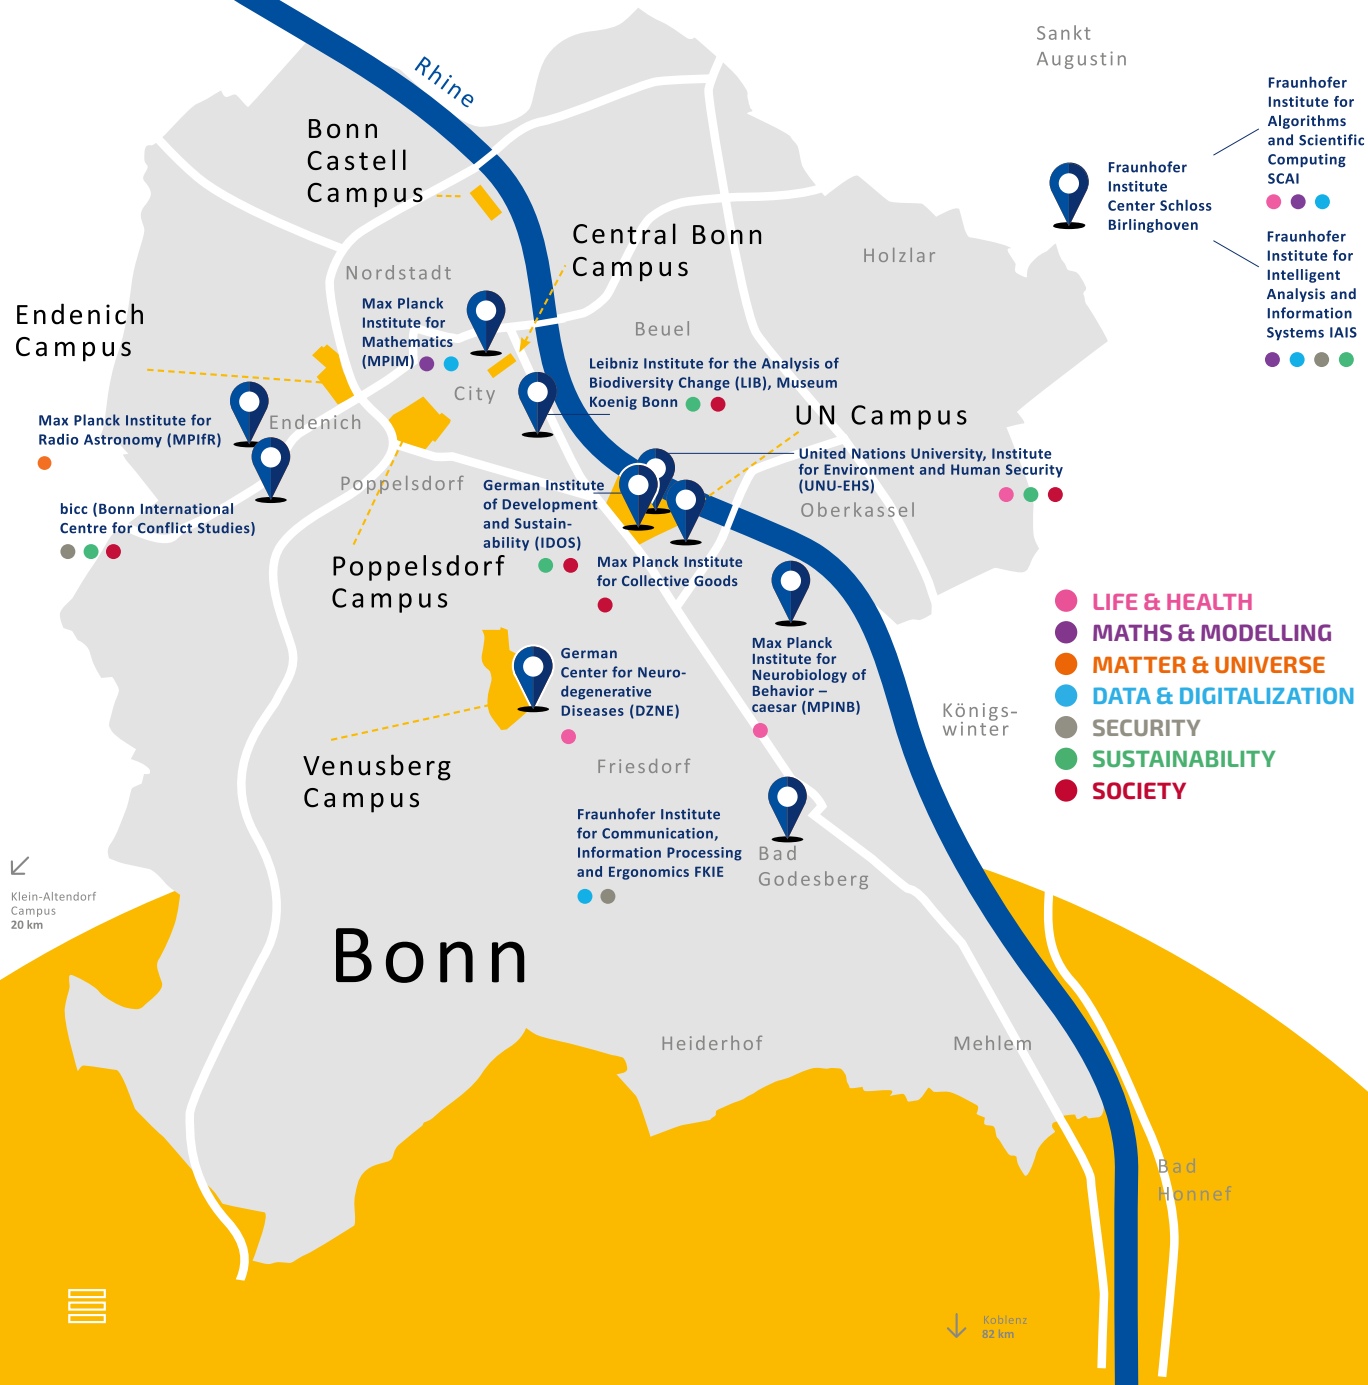 Sankt
Augustin
Rhine
Fraunhofer
Institute for
Algorithms
and Scientific
Computing
SCAI
Bonn
Castell
Campus
Fraunhofer
Institute
Center Schloss
Birlinghoven
Fraunhofer
Institute for
Intelligent
Analysis and
Information
Systems IAIS
Central Bonn
Campus
Holzlar
Nordstadt
Max Planck
Institute for
Mathematics
(MPIM)
Endenich
Campus
Beuel
Leibniz Institute for the Analysis of
Biodiversity Change (LIB), Museum
Koenig Bonn
City
UN Campus
Max Planck Institute for
Radio Astronomy (MPIfR)
Endenich
United Nations University, Institute
for Environment and Human Security
(UNU-EHS)
Poppelsdorf
German Institute
of Development
and Sustain-
ability (IDOS)
Oberkassel
bicc (Bonn International
Centre for Conflict Studies)
Poppelsdorf
Campus
Max Planck Institute
for Collective Goods
LIFE & HEALTH
MATHS & MODELLING
MATTER & UNIVERSE
DATA & DIGITALIZATION
SECURITY
SUSTAINABILITY
SOCIETY
German
Center for Neuro-
degenerative
Diseases (DZNE)
Max Planck
Institute for
Neurobiology of
Behavior –
caesar (MPINB)
Königs-
winter
Venusberg
Campus
Friesdorf
Fraunhofer Institute
for Communication,
Information Processing
and Ergonomics FKIE
Bad
Godesberg
Klein-Altendorf
Campus
20 km
Bonn
Heiderhof
Mehlem
Bad
Honnef
Koblenz
82 km